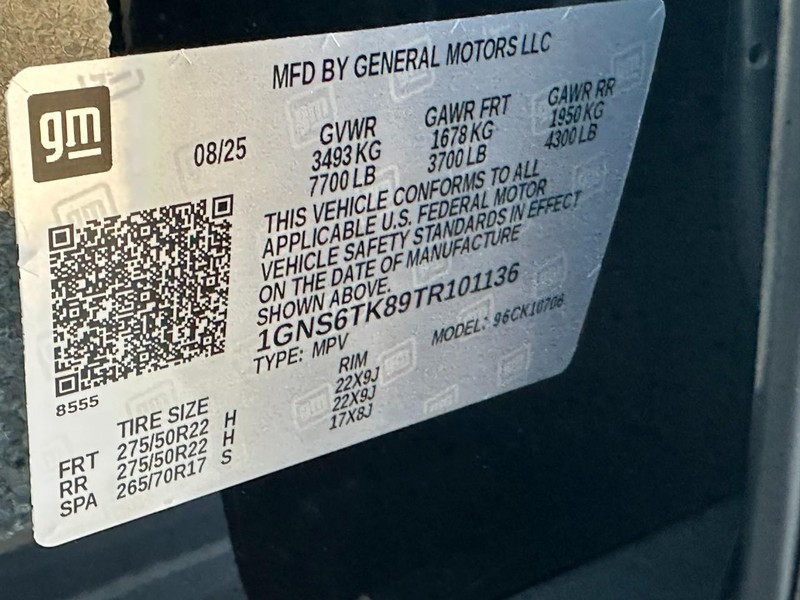 MFD BY GENERAL MOTORS LLC
gm
08/25
GVWR GAWR FRT GAWR RR
3493 KG 1678 KG 1950 KG
7700 LB 3700 LB 4300 LB
THIS VEHICLE CONFORMS TO ALL
APPLICABLE U.S. FEDERAL MOTOR
VEHICLE SAFETY STANDARDS IN EFFECT
ON THE DATE OF MANUFACTURE
SHOWN ABOVE.
1GNS6TK89TR101136
TYPE: MPV MODEL: 96CK10706
8555
TIRE SIZE RIM
FRT 275/50R22 H 22X9J
RR 275/50R22 H 22X9J
SPA 265/70R17 S 17X8J